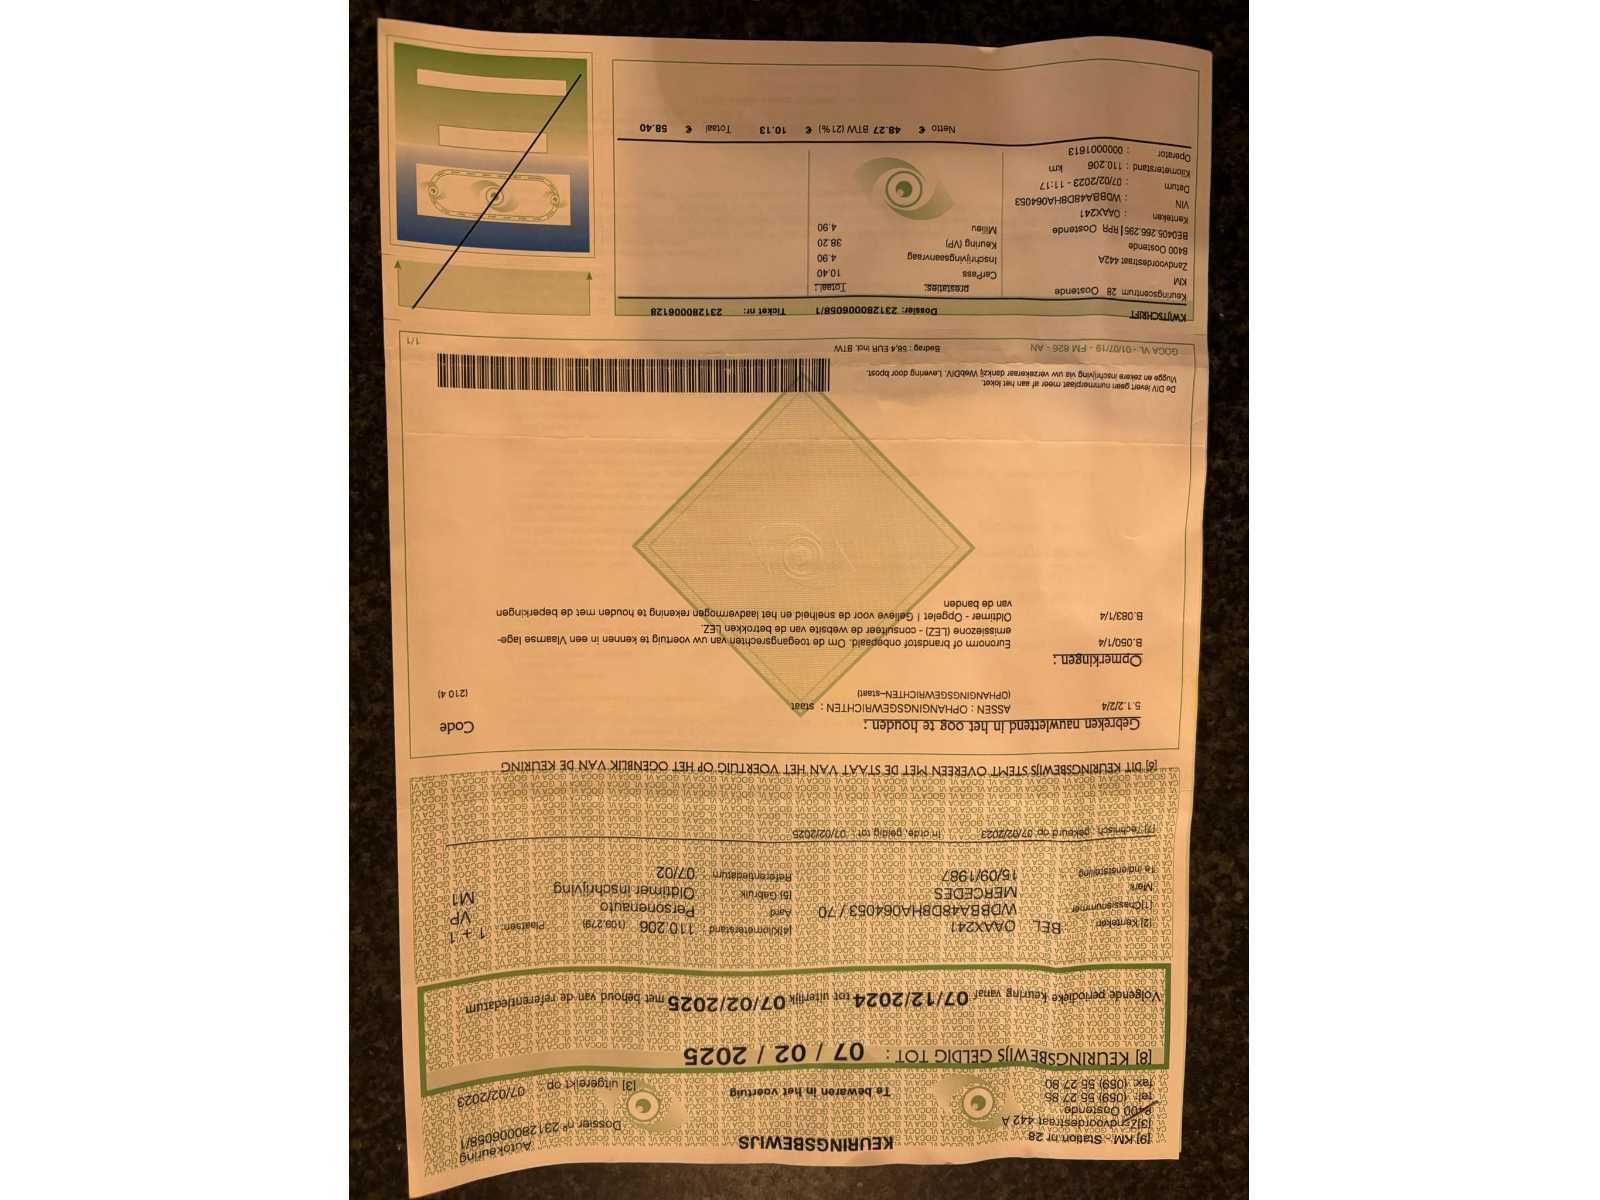 [9] KM - Station nr 28
[3] Zandvoordestraat 442 A
8400 Oostende
tel: (059) 55 27 85
fax: (059) 55 27 80
KEURINGSBEWIJS
Te bewaren in het voertuig
Autokeuring
Dossier nº 231280006058/1
[3] uitgereikt op : 07/02/2023
[8] KEURINGSBEWIJS GELDIG TOT : 07 / 02 / 2025
Volgende periodieke Keuring vanaf 07/12/2024 tot uiterlijk 07/02/2025 met behoud van de referentiedatum
[2] Kenteken : BEL OAAX241
[1] Chassisnummer WDBBA48D8HA064053 / 70
Merk MERCEDES
1e indienststelling 15/09/1987
[4] Kilometerstand : 110.206 (109.279) Plaatsen: 1 + 1
Aard Personenauto VP
[5] Gebruik Oldtimer inschrijving M1
Referentiedatum 07/02
[7] Technisch : gekeurd op 07/02/2023 In orde, geldig tot : 07/02/2025
[6] DIT KEURINGSBEWIJS STEMT OVEREEN MET DE STAAT VAN HET VOERTUIG OP HET OGENBLIK VAN DE KEURING
Gebreken nauwlettend in het oog te houden : Code
5.1.2/2/4 ASSEN : OPHANGINGSGEWRICHTEN : staat (210 4)
(OPHANGINGSGEWRICHTEN--staat)
Opmerkingen :
B.050/1/4 Euronorm of brandstof onbepaald. Om de toegangsrechten van uw voertuig te kennen in een Vlaamse lage-
emissiezone (LEZ) - consulteer de website van de betrokken LEZ.
B.083/1/4 Oldtimer - Opgelet ! Gelieve voor de snelheid en het laadvermogen rekening te houden met de beperkingen
van de banden
De DIV levert geen nummerplaat meer af aan het loket.
Vlugge en zekere inschrijving via uw verzekeraar dankzij WebDIV. Levering door bpost.
GOCA VL - 01/07/19 - FM 826 - AN Bedrag : 58,4 EUR incl. BTW 1/1
KWIJTSCHRIFT Dossier: 231280006058/1 Ticket nr: 2312800006128
Keuringscentrum 28 Oostende
KM
Zandvoordestraat 442A
8400 Oostende
BE0405.266.295 | RPR Oostende
Kenteken : OAAX241
VIN : WDBBA48D8HA064053
Datum : 07/02/2023 - 11:17
Kilometerstand : 110.206 km
Operator : 000001613
prestaties: Totaal :
CarPass 10.40
Inschrijvingsaanvraag 4.90
Keuring (VP) 38.20
Milieu 4.90
Netto € 48.27 BTW (21%) € 10.13 Totaal € 58.40